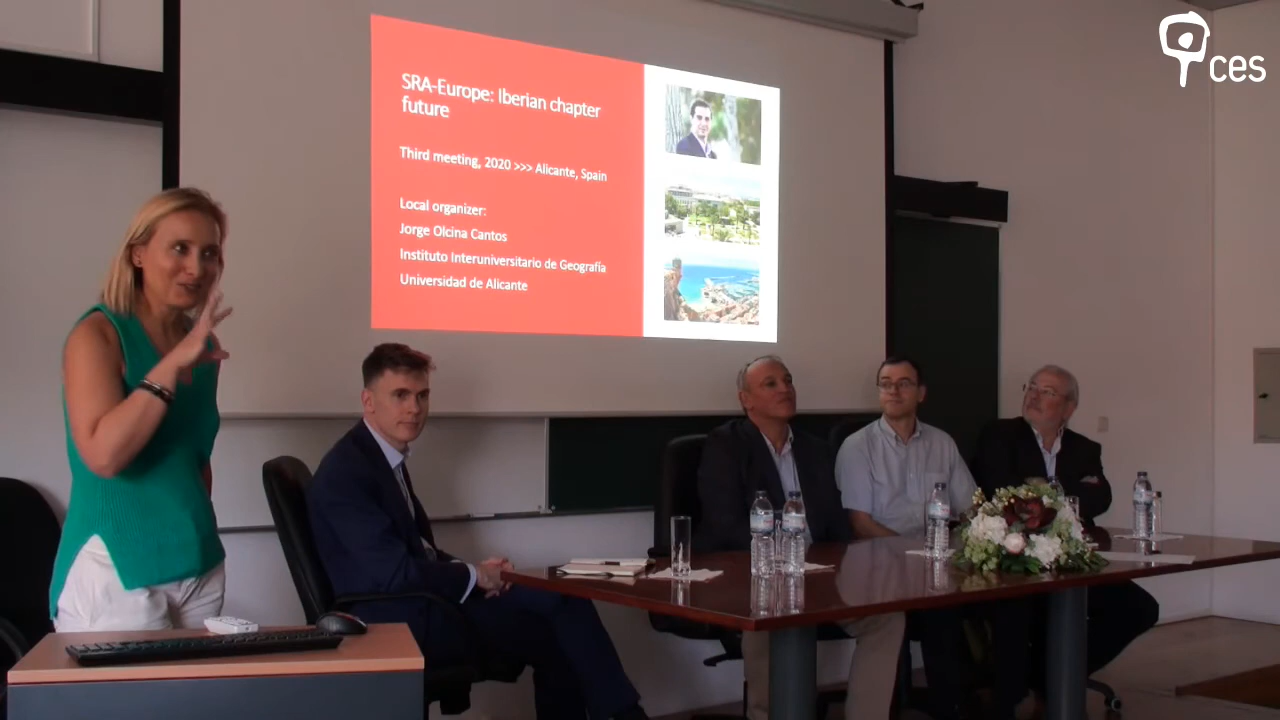 SRA-Europe: Iberian chapter
future
Third meeting, 2020 >>> Alicante, Spain
Local organizer:
Jorge Olcina Cantos
Instituto Interuniversitario de Geografía
Universidad de Alicante
ces